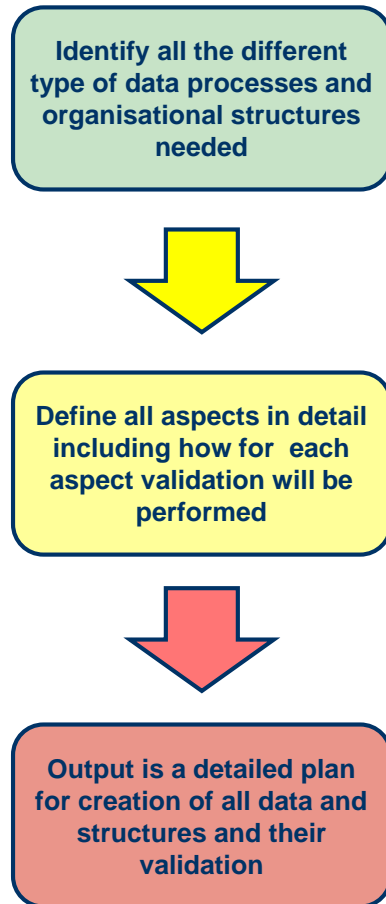 Identify all the different
type of data processes and
organisational structures
needed
Define all aspects in detail
including how for each
aspect validation will be
performed
Output is a detailed plan
for creation of all data and
structures and their
validation